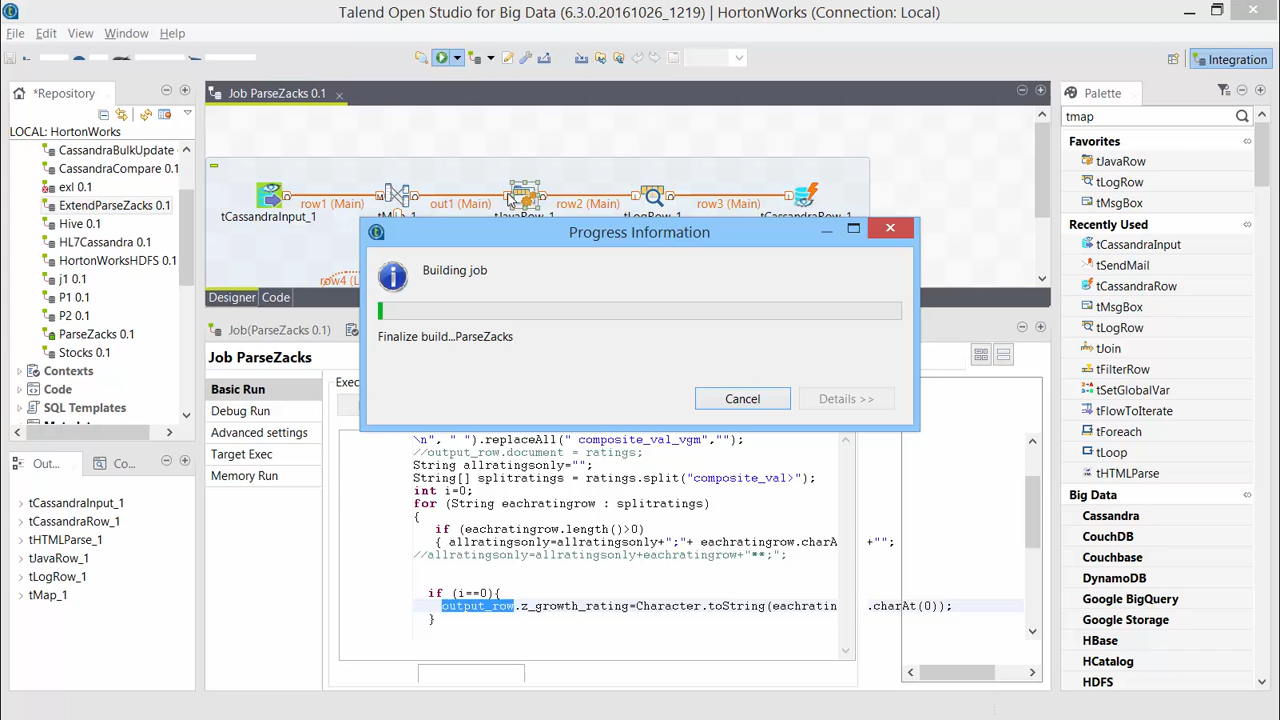 Talend Open Studio for Big Data (6.3.0.20161026_1219) | HortonWorks (Connection: Local)
File Edit View Window Help
Integration
*Repository
LOCAL: HortonWorks
CassandraBulkUpdate
CassandraCompare 0.1
exl 0.1
ExtendParseZacks 0.1
Hive 0.1
HL7Cassandra 0.1
HortonWorksHDFS 0.1
j1 0.1
P1 0.1
P2 0.1
ParseZacks 0.1
Stocks 0.1
Contexts
Code
SQL Templates
Out... Co...
tCassandraInput_1
tCassandraRow_1
tHTMLParse_1
tJavaRow_1
tLogRow_1
tMap_1
Job ParseZacks 0.1
row1 (Main) out1 (Main) row2 (Main) row3 (Main)
tCassandraInput_1 tJavaRow_1 tLogRow_1 tCassandraRow_1
row4 (L
Designer Code
Progress Information
Building job
Finalize build...ParseZacks
Cancel Details >>
Job(ParseZacks 0.1)
Job ParseZacks
Basic Run
Debug Run
Advanced settings
Target Exec
Memory Run
Exec
\n", " ").replaceAll(" composite_val_vgm","");
//output_row.document = ratings;
String allratingsonly="";
String[] splitratings = ratings.split("composite_val>");
int i=0;
for (String eachratingrow : splitratings)
{
if (eachratingrow.length()>0)
{ allratingsonly=allratingsonly+";"+ eachratingrow.charA +"";
//allratingsonly=allratingsonly+eachratingrow+"**;";
if (i==0){
output_row.z_growth_rating=Character.toString(eachratin .charAt(0));
}
Palette
tmap
Favorites
tJavaRow
tLogRow
tMsgBox
Recently Used
tCassandraInput
tSendMail
tCassandraRow
tMsgBox
tLogRow
tJoin
tFilterRow
tSetGlobalVar
tFlowToIterate
tForeach
tLoop
tHTMLParse
Big Data
Cassandra
CouchDB
Couchbase
DynamoDB
Google BigQuery
Google Storage
HBase
HCatalog
HDFS